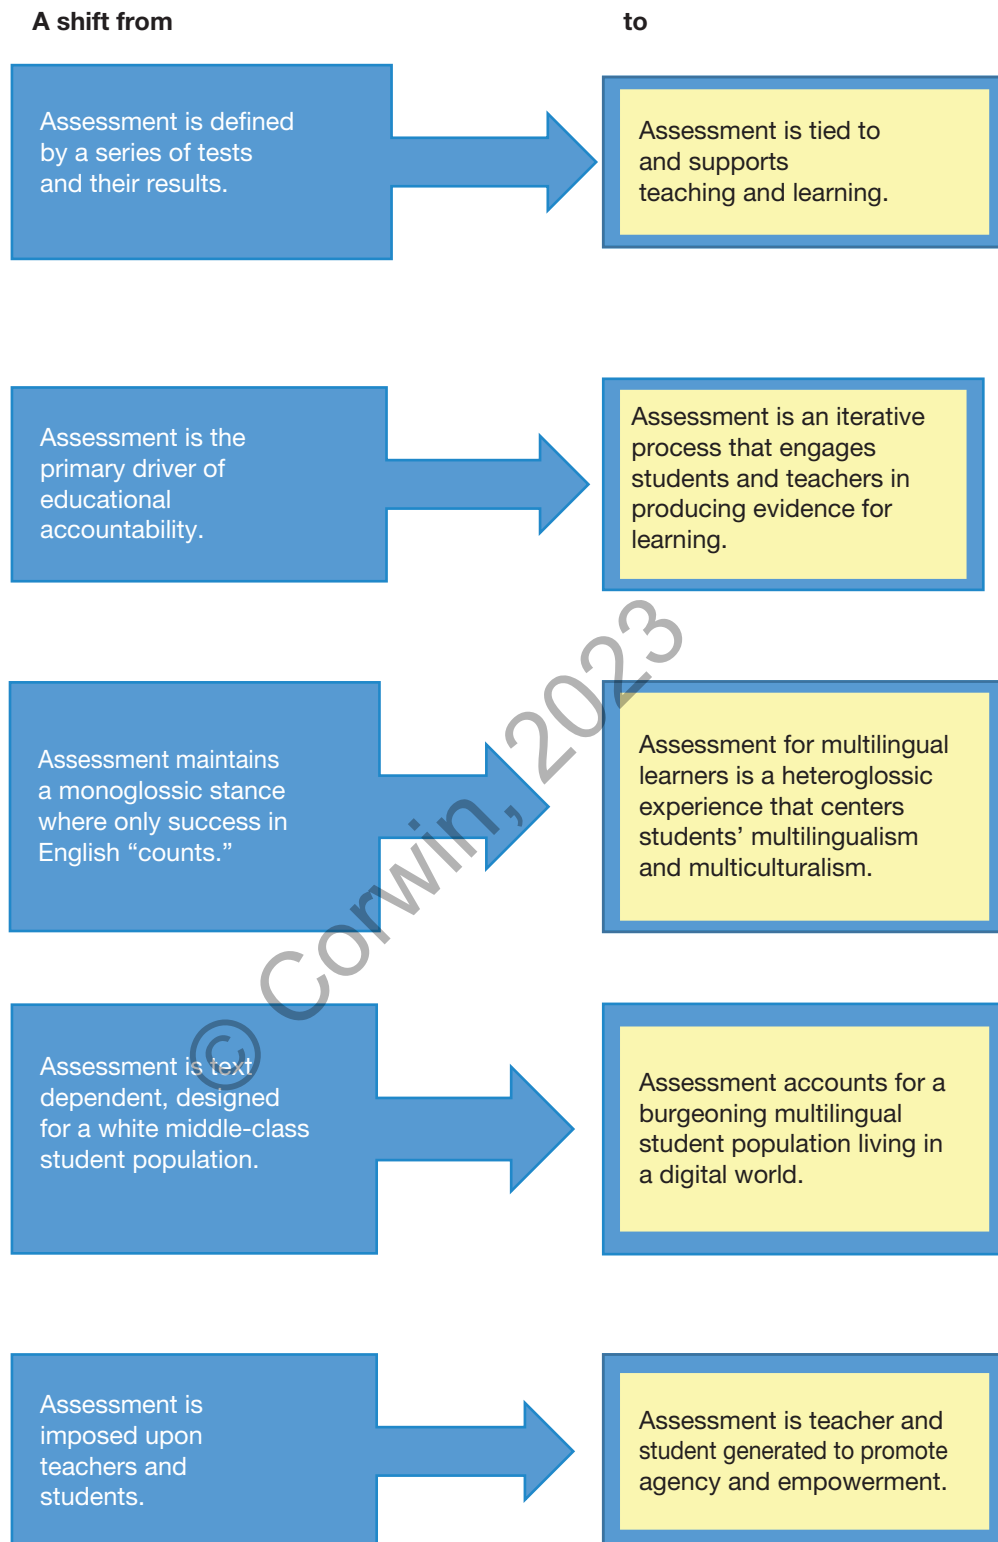 A shift from
to
Assessment is defined
by a series of tests
and their results.
Assessment is tied to
and supports
teaching and learning.
Assessment is the
primary driver of
educational
accountability.
Assessment is an iterative
process that engages
students and teachers in
producing evidence for
learning.
Assessment maintains
a monoglossic stance
where only success in
English “counts.”
Assessment for multilingual
learners is a heteroglossic
experience that centers
students’ multilingualism
and multiculturalism.
Assessment is text
dependent, designed
for a white middle-class
student population.
Assessment accounts for a
burgeoning multilingual
student population living in
a digital world.
Assessment is
imposed upon
teachers and
students.
Assessment is teacher and
student generated to promote
agency and empowerment.
© Corwin, 2023